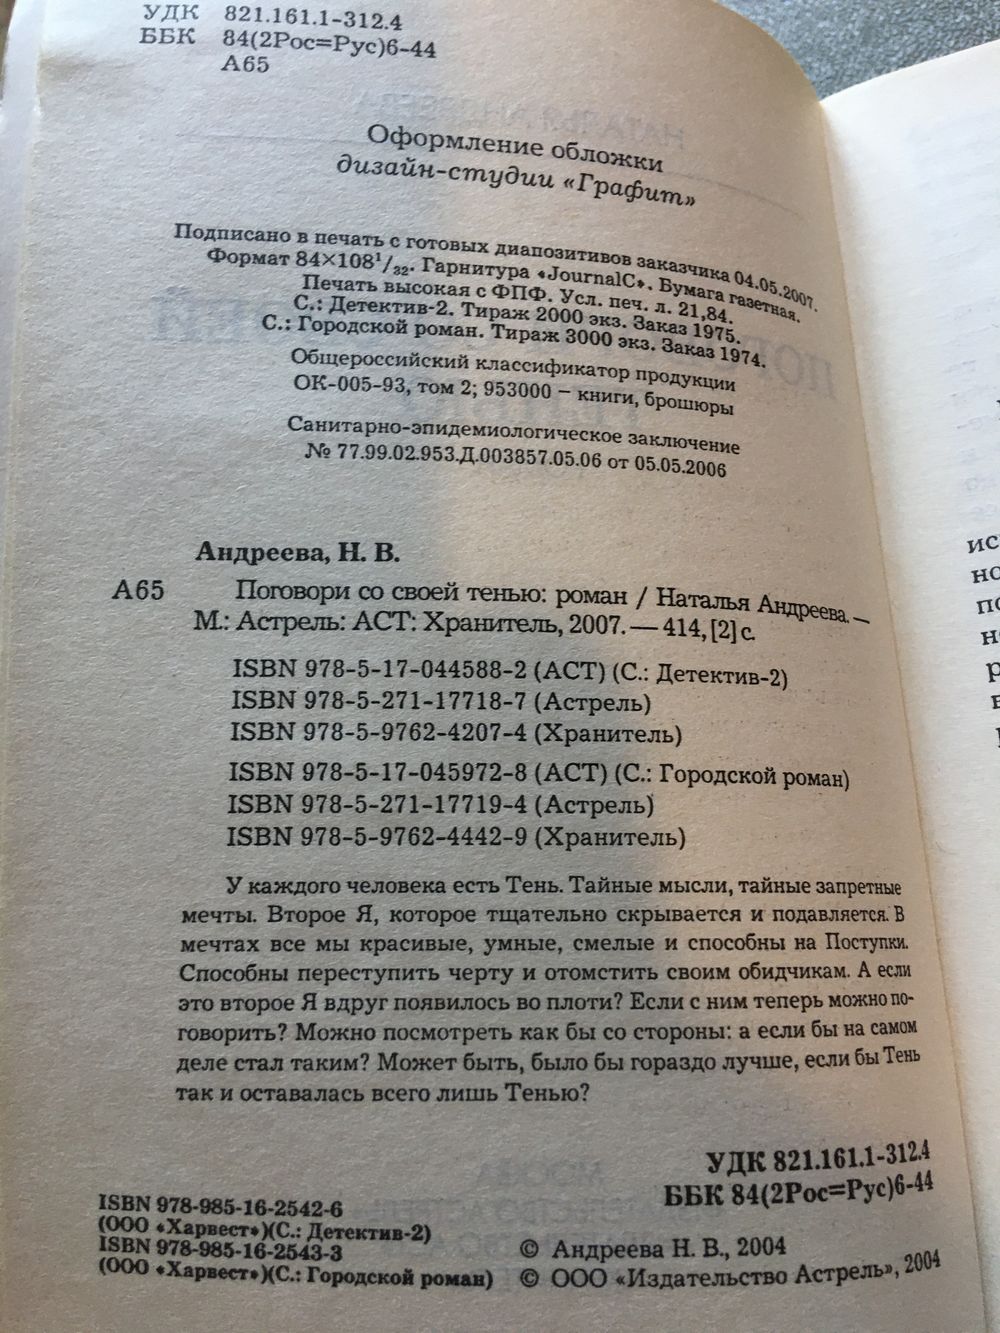 УДК 821.161.1-312.4
ББК 84(2Рос=Рус)6-44
А65
Оформление обложки
дизайн-студии «Графит»
Подписано в печать с готовых диапозитивов заказчика 04.05.2007.
Формат 84×108¹/₃₂. Гарнитура «JournalC». Бумага газетная.
Печать высокая с ФПФ. Усл. печ. л. 21,84.
С.: Детектив-2. Тираж 2000 экз. Заказ 1975.
С.: Городской роман. Тираж 3000 экз. Заказ 1974.
Общероссийский классификатор продукции
ОК-005-93, том 2; 953000 – книги, брошюры
Санитарно-эпидемиологическое заключение
№ 77.99.02.953.Д.003857.05.06 от 05.05.2006
Андреева, Н. В.
А65 Поговори со своей тенью: роман / Наталья Андреева. —
М.: Астрель: АСТ: Хранитель, 2007. — 414, [2] с.
ISBN 978-5-17-044588-2 (АСТ) (С.: Детектив-2)
ISBN 978-5-271-17718-7 (Астрель)
ISBN 978-5-9762-4207-4 (Хранитель)
ISBN 978-5-17-045972-8 (АСТ) (С.: Городской роман)
ISBN 978-5-271-17719-4 (Астрель)
ISBN 978-5-9762-4442-9 (Хранитель)
У каждого человека есть Тень. Тайные мысли, тайные запретные
мечты. Второе Я, которое тщательно скрывается и подавляется. В
мечтах все мы красивые, умные, смелые и способны на Поступки.
Способны переступить черту и отомстить своим обидчикам. А если
это второе Я вдруг появилось во плоти? Если с ним теперь можно по-
говорить? Можно посмотреть как бы со стороны: а если бы на самом
деле стал таким? Может быть, было бы гораздо лучше, если бы Тень
так и оставалась всего лишь Тенью?
УДК 821.161.1-312.4
ББК 84(2Рос=Рус)6-44
ISBN 978-985-16-2542-6
(ООО «Харвест»)(С.: Детектив-2)
ISBN 978-985-16-2543-3
(ООО «Харвест»)(С.: Городской роман)
© Андреева Н. В., 2004
© ООО «Издательство Астрель», 2004